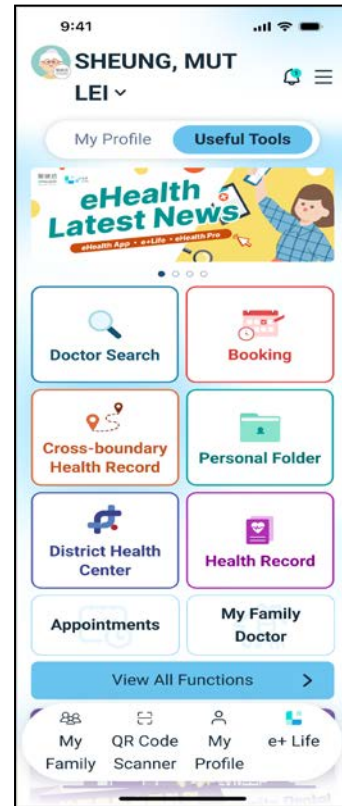 9:41
SHEUNG, MUT
LEI
My Profile
Useful Tools
eHealth
Latest News
eHealth App • e+Life • eHealth Pro
Doctor Search
Booking
Cross-boundary
Health Record
Personal Folder
District Health
Center
Health Record
Appointments
My Family
Doctor
View All Functions
My
Family
QR Code
Scanner
My
Profile
e+ Life